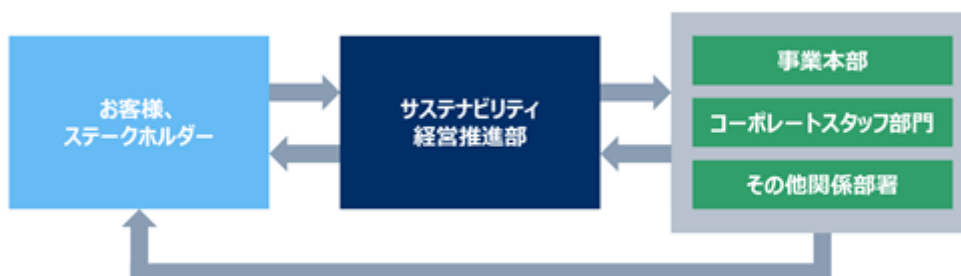 お客様、
ステークホルダー
サステナビリティ
経営推進部
事業本部
コーポレートスタッフ部門
その他関係部署